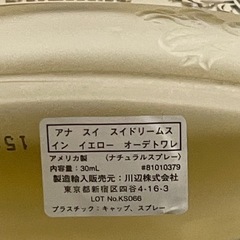 アナ スイ スイドリームス
イン イエロー オーデトワレ
アメリカ製 (ナチュラルスプレー)
内容量:30mL #81010379
製造輸入販売元:川辺株式会社
東京都新宿区四谷4-16-3
LOT No.KS066
プラスチック:キャップ、スプレー
15